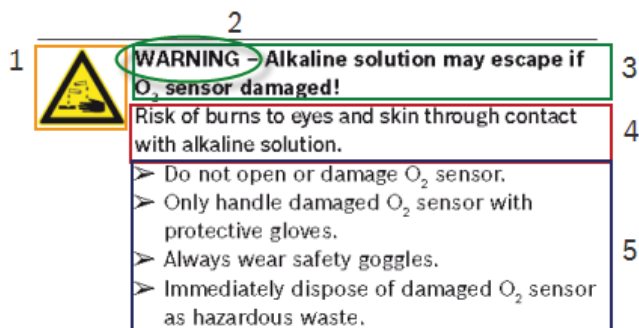 2
1
WARNING – Alkaline solution may escape if
O₂ sensor damaged!
3
Risk of burns to eyes and skin through contact
with alkaline solution.
4
➢ Do not open or damage O₂ sensor.
➢ Only handle damaged O₂ sensor with
protective gloves.
➢ Always wear safety goggles.
➢ Immediately dispose of damaged O₂ sensor
as hazardous waste.
5